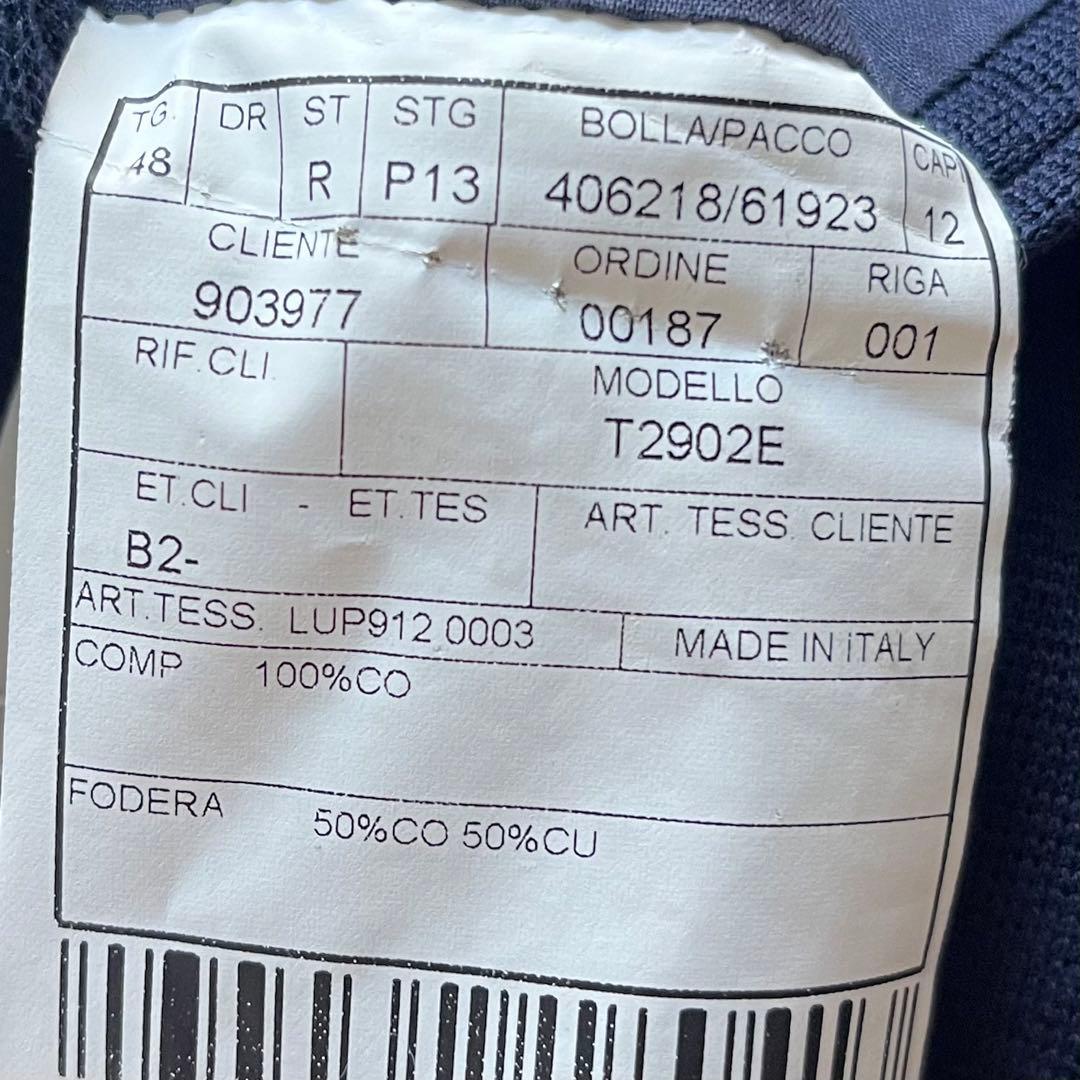 TG. DR ST STG BOLLA/PACCO CAPI
48 R P13 406218/61923 12
CLIENTE ORDINE RIGA
903977 00187 001
RIF.CLI. MODELLO
T2902E
ET.CLI - ET.TES ART. TESS. CLIENTE
B2-
ART.TESS. LUP912 0003 MADE IN iTALY
COMP 100%CO
FODERA 50%CO 50%CU